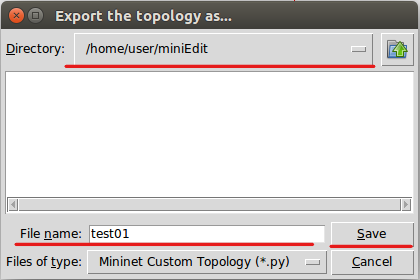 Export the topology as...
Directory: /home/user/miniEdit
File name: test01 Save
Files of type: Mininet Custom Topology (*.py) Cancel